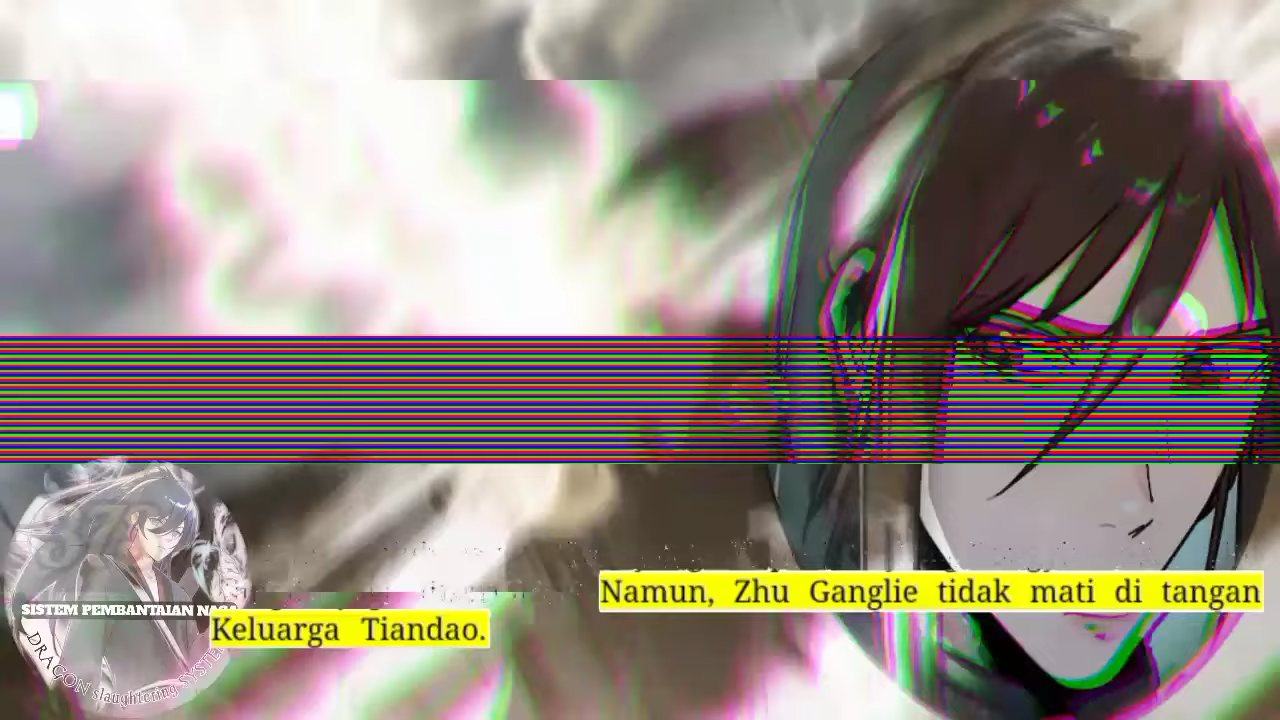 Namun, Zhu Ganglie tidak mati di tangan
Keluarga Tiandao.
SISTEM PEMBANTAIAN NAGA
DRAGON slaughtering SYSTEM